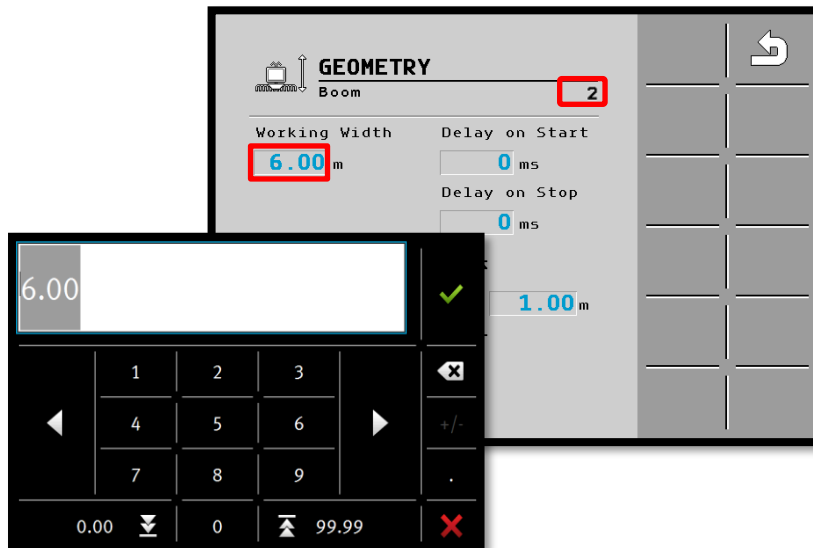 GEOMETRY
Boom 2
Working Width Delay on Start
6.00 m 0 ms
Delay on Stop
0 ms
1.00 m
6.00
1 2 3
4 5 6 +/-
7 8 9 .
0.00 0 99.99